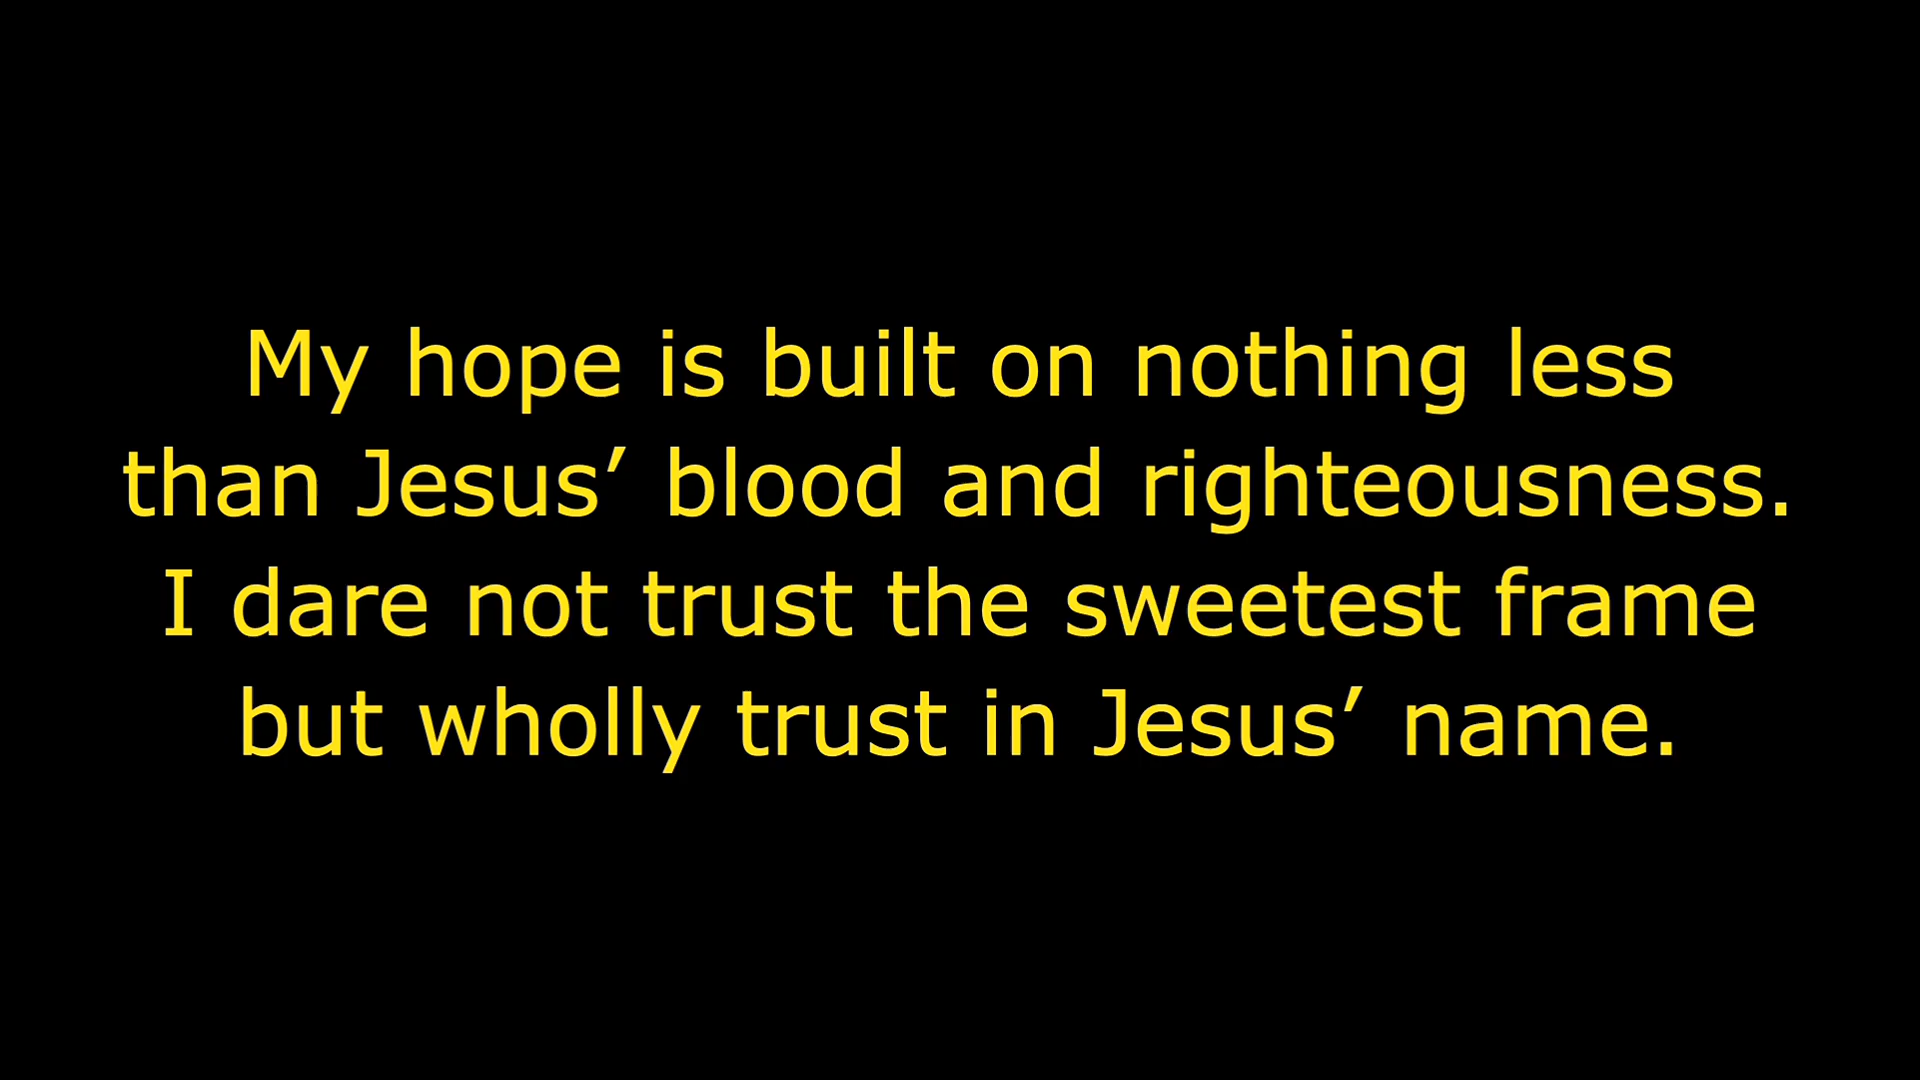 My hope is built on nothing less
than Jesus’ blood and righteousness.
I dare not trust the sweetest frame
but wholly trust in Jesus’ name.